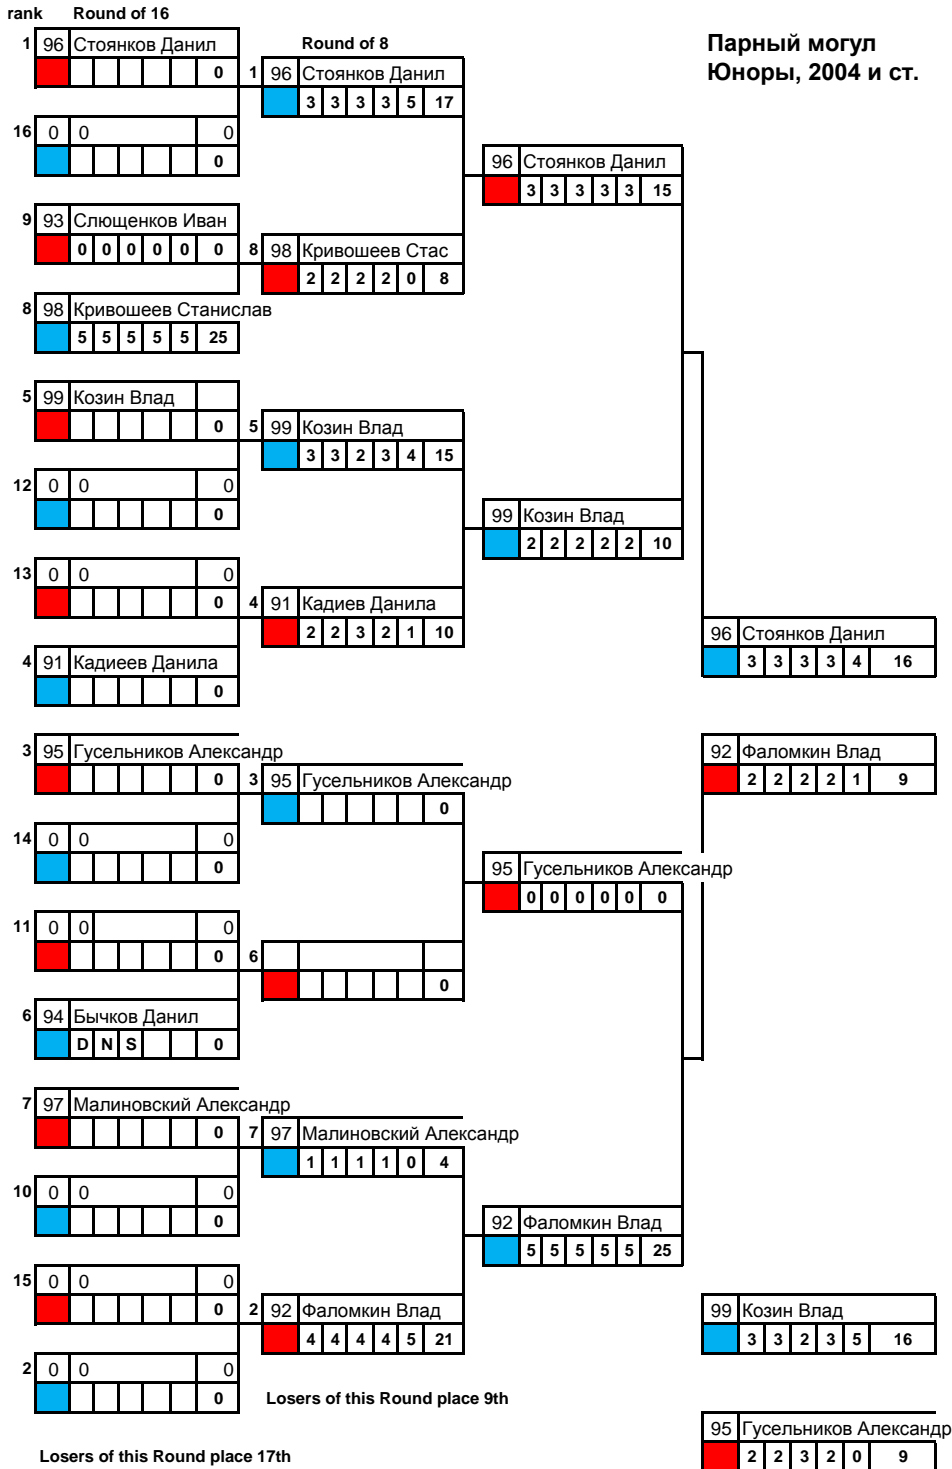 rank Round of 16
1 96 Стоянков Данил
0
Round of 8
1 96 Стоянков Данил
3 3 3 3 5 17
Парный могул
Юноры, 2004 и ст.
16 0 0 0
0
96 Стоянков Данил
3 3 3 3 3 15
9 93 Слющенков Иван
0 0 0 0 0 0
8 98 Кривошеев Стас
2 2 2 2 0 8
8 98 Кривошеев Станислав
5 5 5 5 5 25
5 99 Козин Влад
0
5 99 Козин Влад
3 3 2 3 4 15
12 0 0 0
0
99 Козин Влад
2 2 2 2 2 10
13 0 0 0
0
4 91 Кадиев Данила
2 2 3 2 1 10
96 Стоянков Данил
3 3 3 3 4 16
4 91 Кадиеев Данила
0
3 95 Гусельников Александр
0
3 95 Гусельников Александр
0
92 Фаломкин Влад
2 2 2 2 1 9
14 0 0 0
0
95 Гусельников Александр
0 0 0 0 0 0
11 0 0 0
0
6
0
6 94 Бычков Данил
D N S 0
7 97 Малиновский Александр
0
7 97 Малиновский Александр
1 1 1 1 0 4
10 0 0 0
0
92 Фаломкин Влад
5 5 5 5 5 25
15 0 0 0
0
2 92 Фаломкин Влад
4 4 4 4 5 21
99 Козин Влад
3 3 2 3 5 16
2 0 0 0
0
Losers of this Round place 9th
95 Гусельников Александр
2 2 3 2 0 9
Losers of this Round place 17th